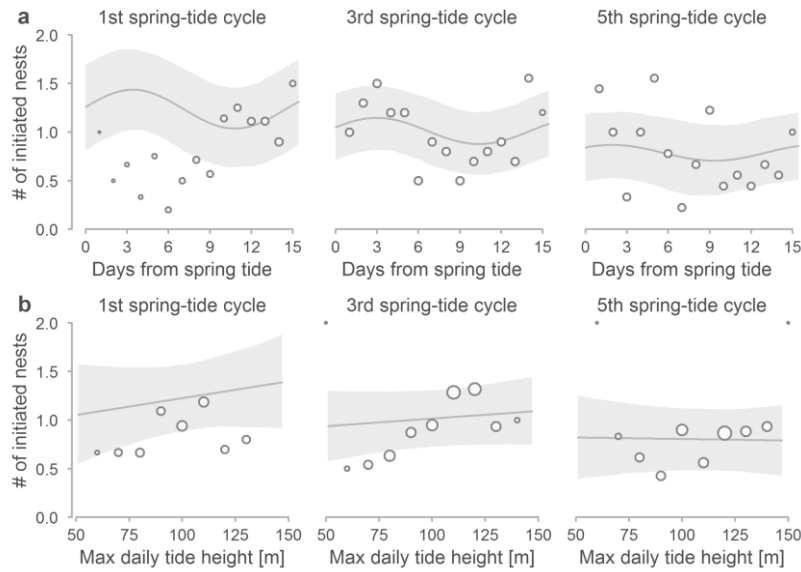 a
1st spring-tide cycle 3rd spring-tide cycle 5th spring-tide cycle
2.0
1.5
1.0
0.5
0.0
# of initiated nests
0 3 6 9 12 15 0 3 6 9 12 15 0 3 6 9 12 15
Days from spring tide Days from spring tide Days from spring tide
b
1st spring-tide cycle 3rd spring-tide cycle 5th spring-tide cycle
2.0
1.5
1.0
0.5
0.0
# of initiated nests
50 75 100 125 150 50 75 100 125 150 50 75 100 125 150
Max daily tide height [m] Max daily tide height [m] Max daily tide height [m]